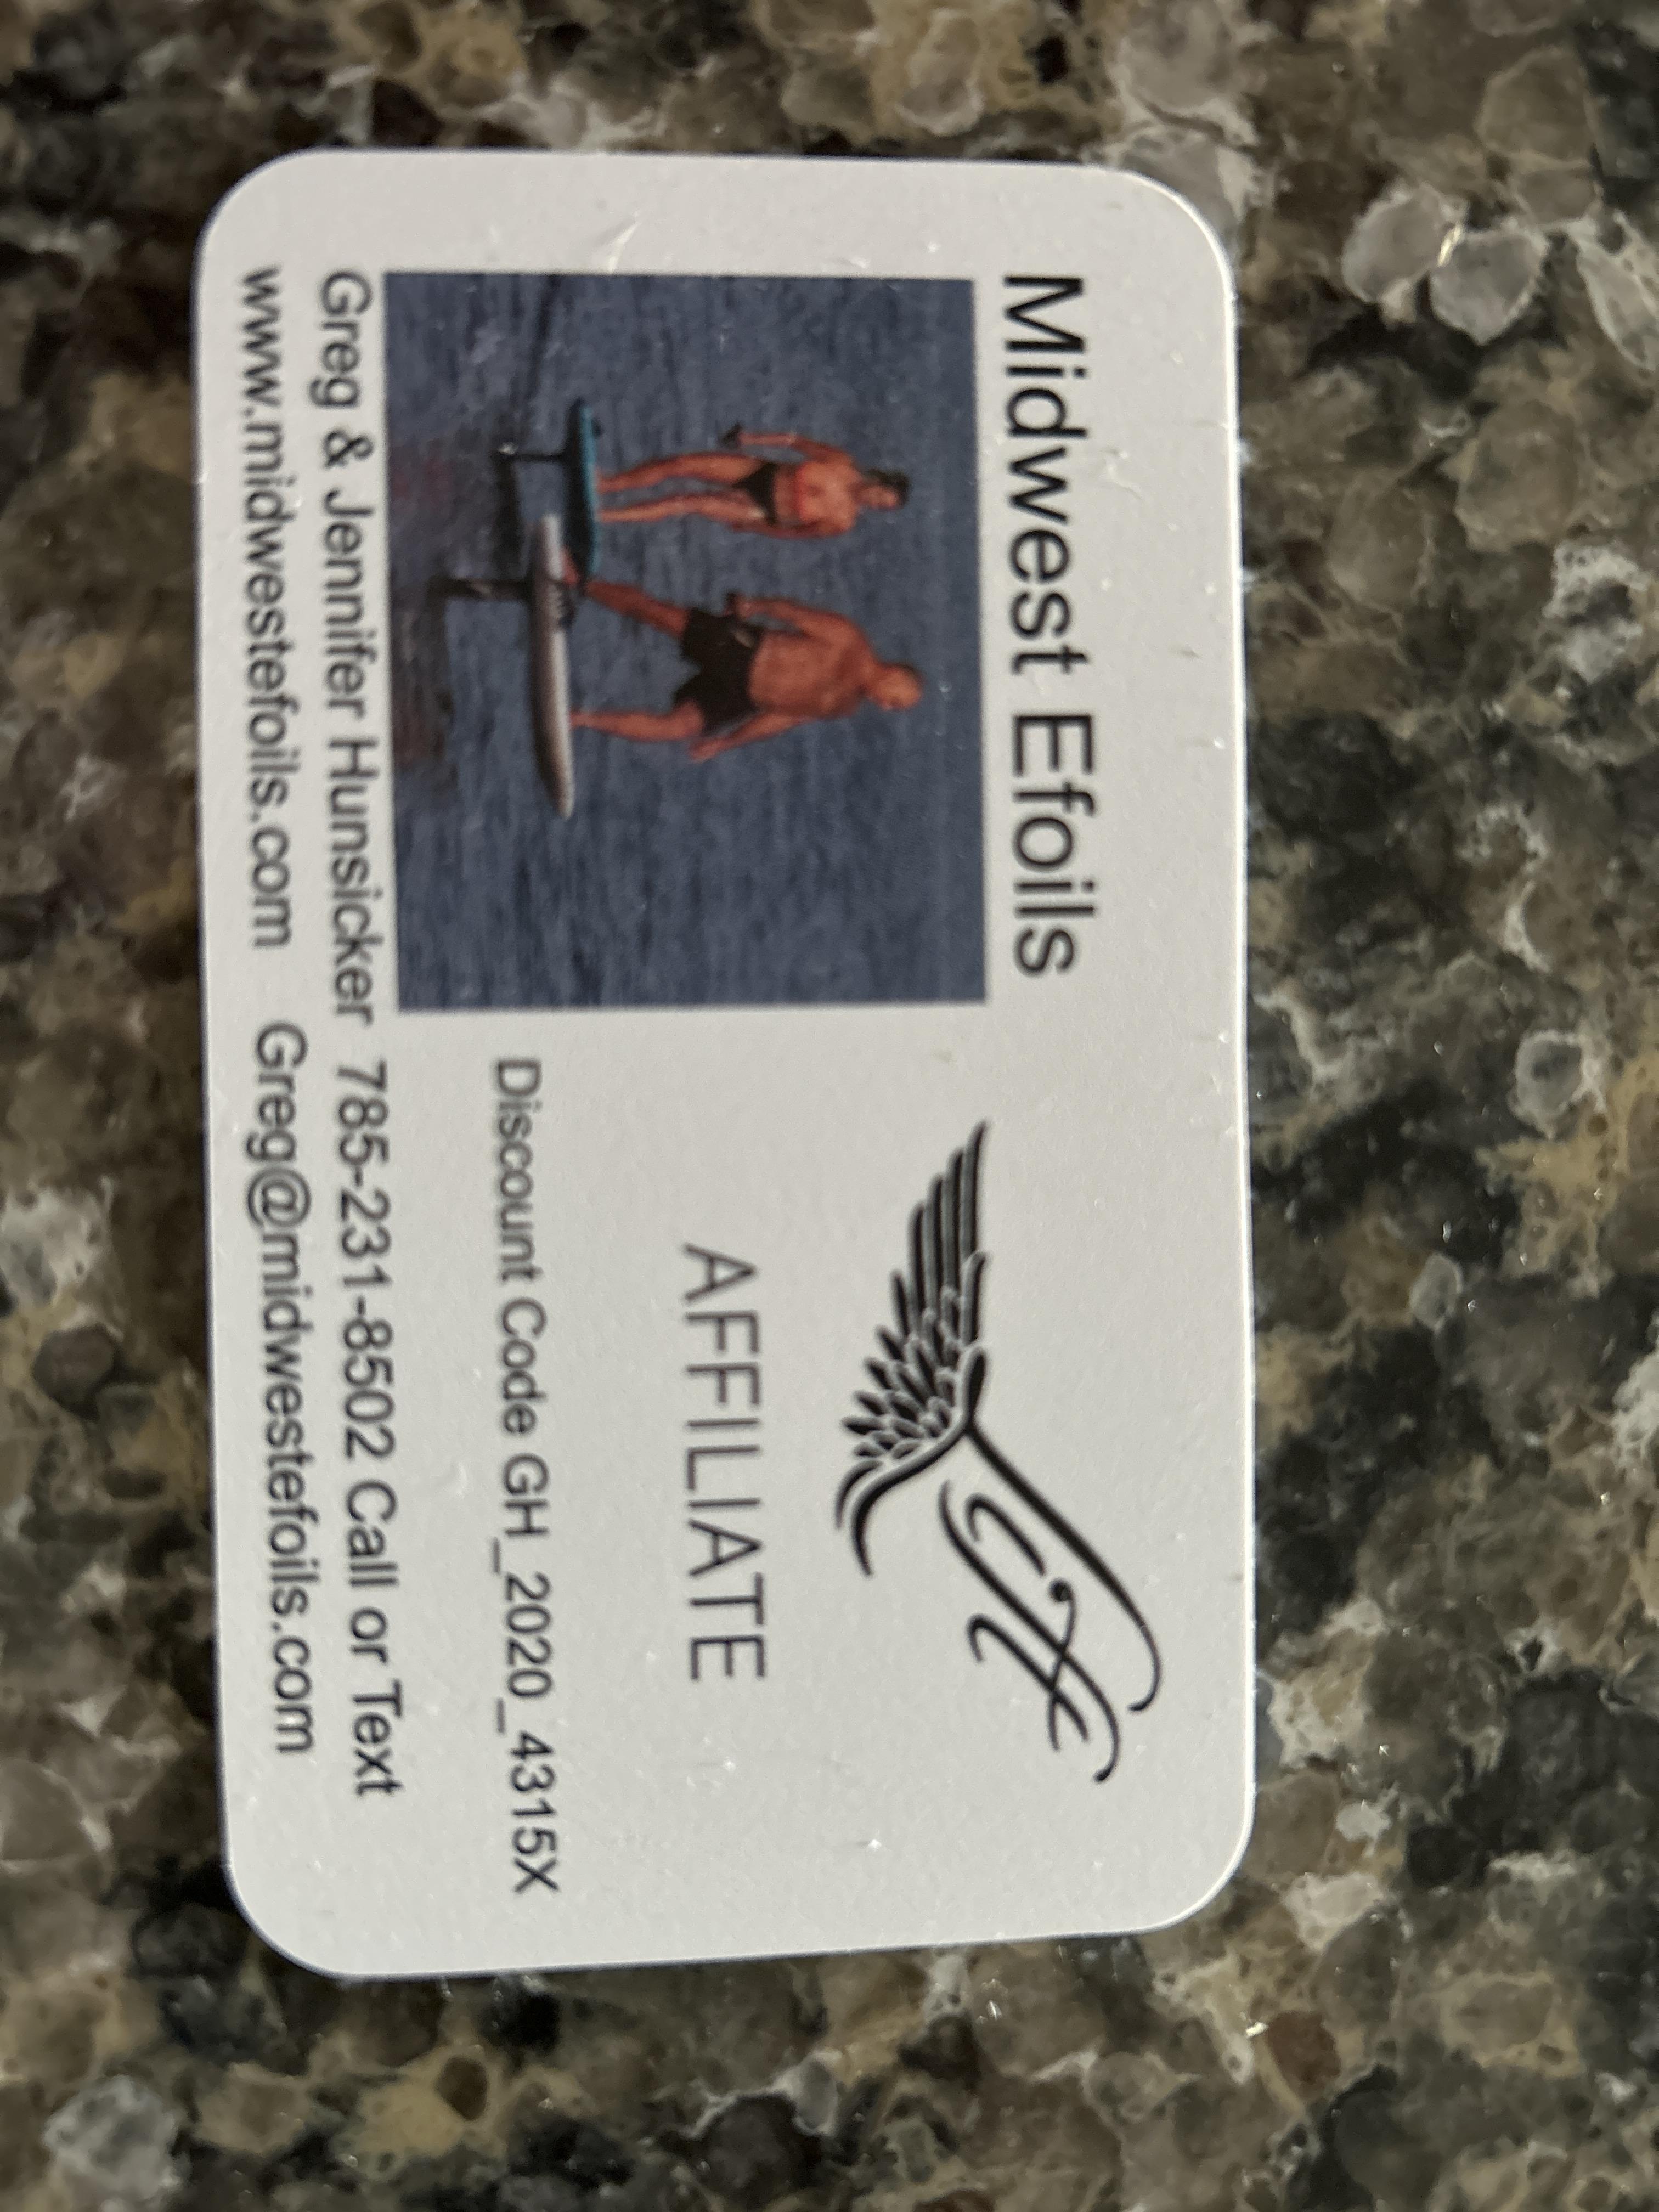 Midwest Efoils
AFFILIATE
Discount Code GH_2020_4315X
Greg & Jennifer Hunsicker 785-231-8502 Call or Text
www.midwestefoils.com Greg@midwestefoils.com